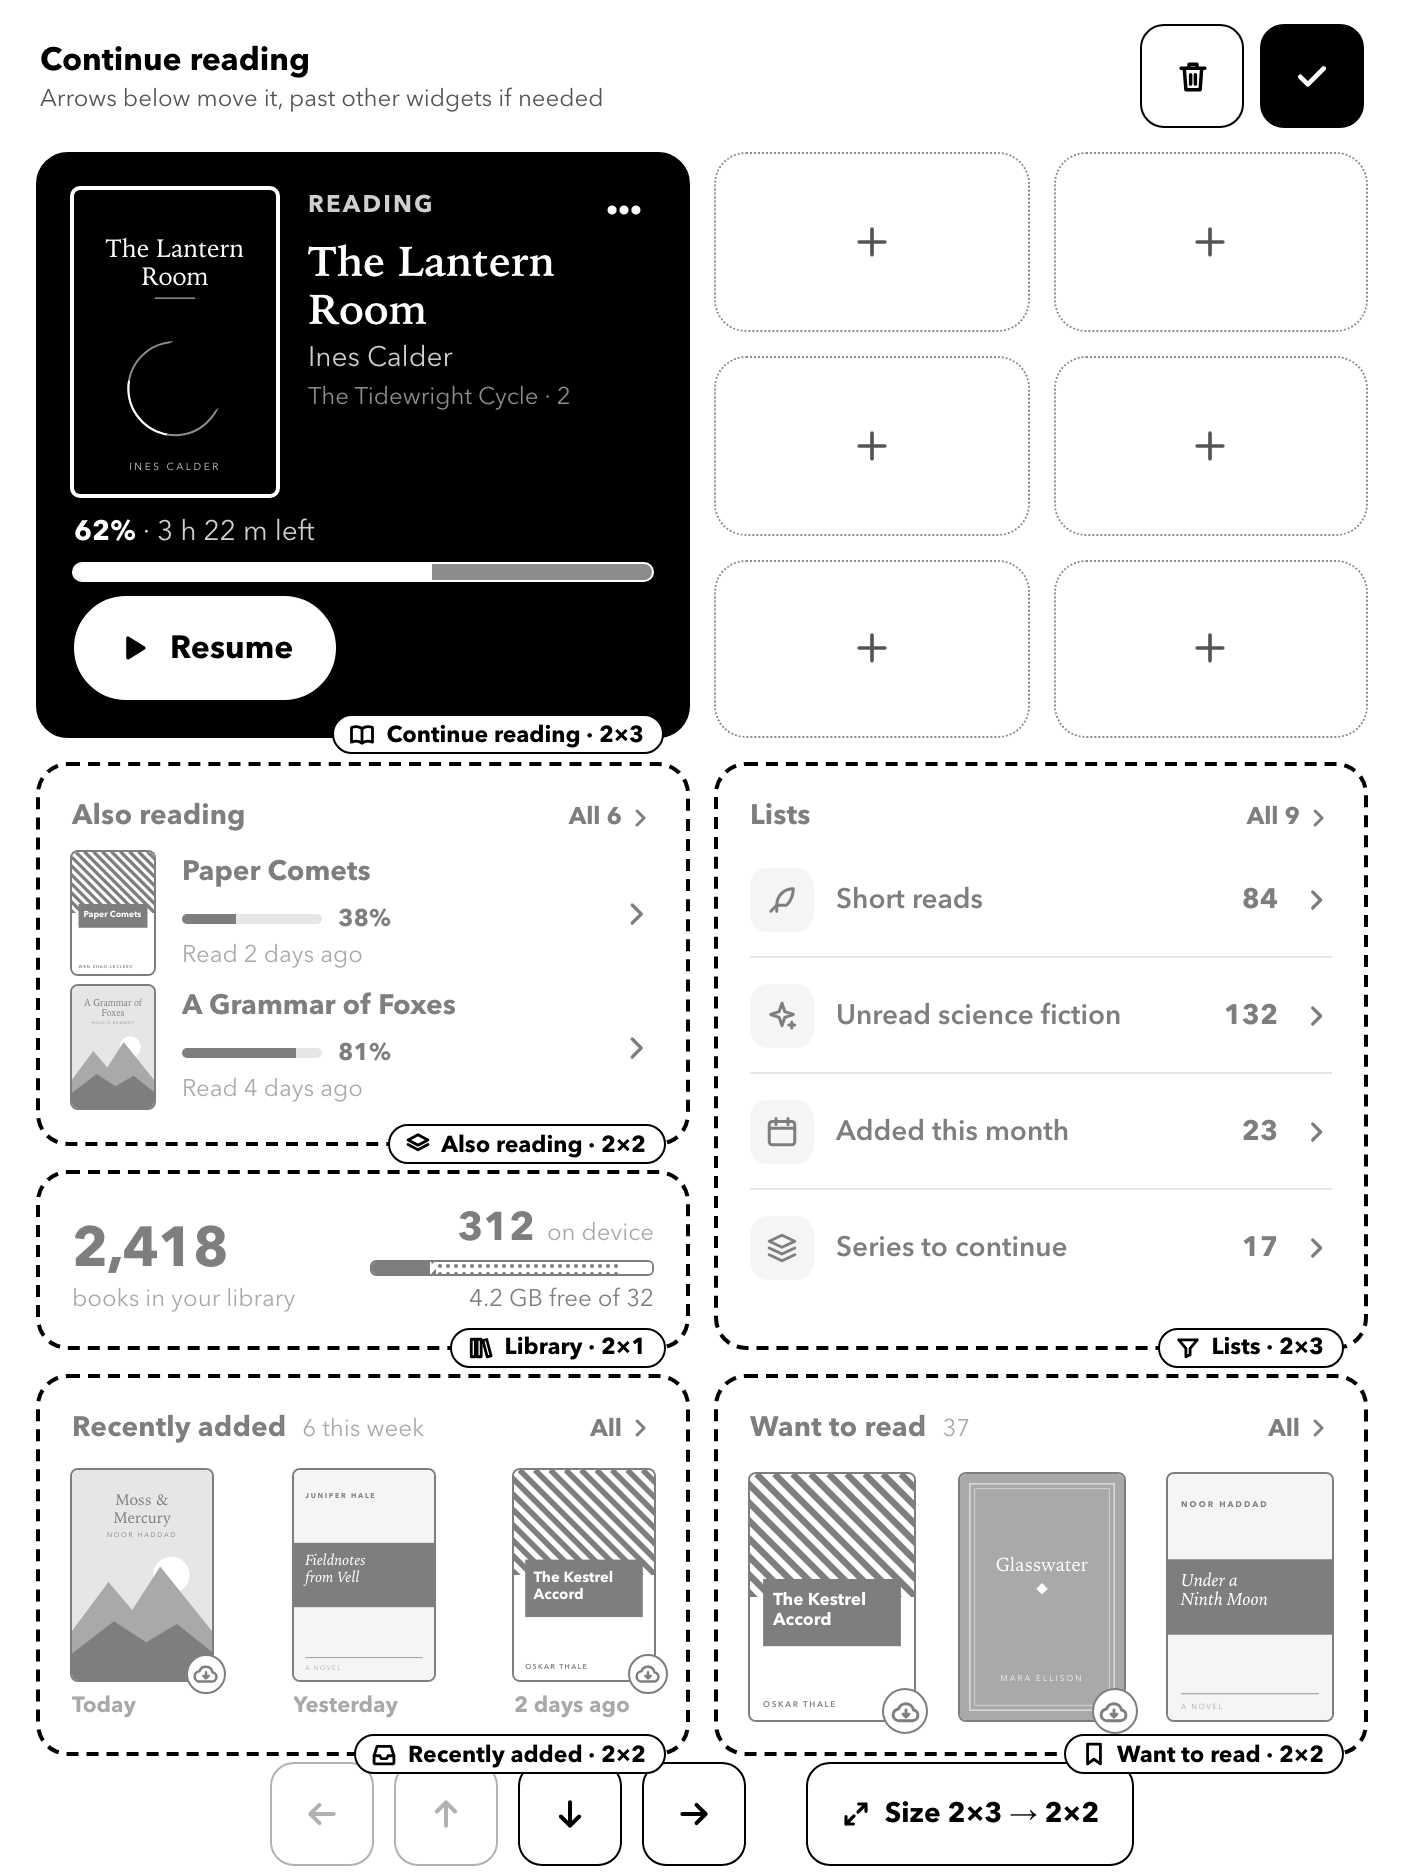 Continue reading
Arrows below move it, past other widgets if needed
The Lantern
Room
INES CALDER
READING
The Lantern
Room
Ines Calder
The Tidewright Cycle · 2
62% · 3 h 22 m left
Resume
Continue reading · 2×3
Also reading
All 6
Paper Comets
WEN ZHAO-LECLERC
Paper Comets
38%
Read 2 days ago
A Grammar of
Foxes
HOLLIS BRANDT
A Grammar of Foxes
81%
Read 4 days ago
Also reading · 2×2
Lists
All 9
Short reads 84
Unread science fiction 132
Added this month 23
Series to continue 17
Lists · 2×3
2,418
books in your library
312 on device
4.2 GB free of 32
Library · 2×1
Recently added 6 this week
All
Moss &
Mercury
NOOR HADDAD
Today
JUNIPER HALE
Fieldnotes
from Vell
A NOVEL
Yesterday
The Kestrel
Accord
OSKAR THALE
2 days ago
Recently added · 2×2
Want to read 37
All
The Kestrel
Accord
OSKAR THALE
Glasswater
MARA ELLISON
NOOR HADDAD
Under a
Ninth Moon
A NOVEL
Want to read · 2×2
Size 2×3 → 2×2